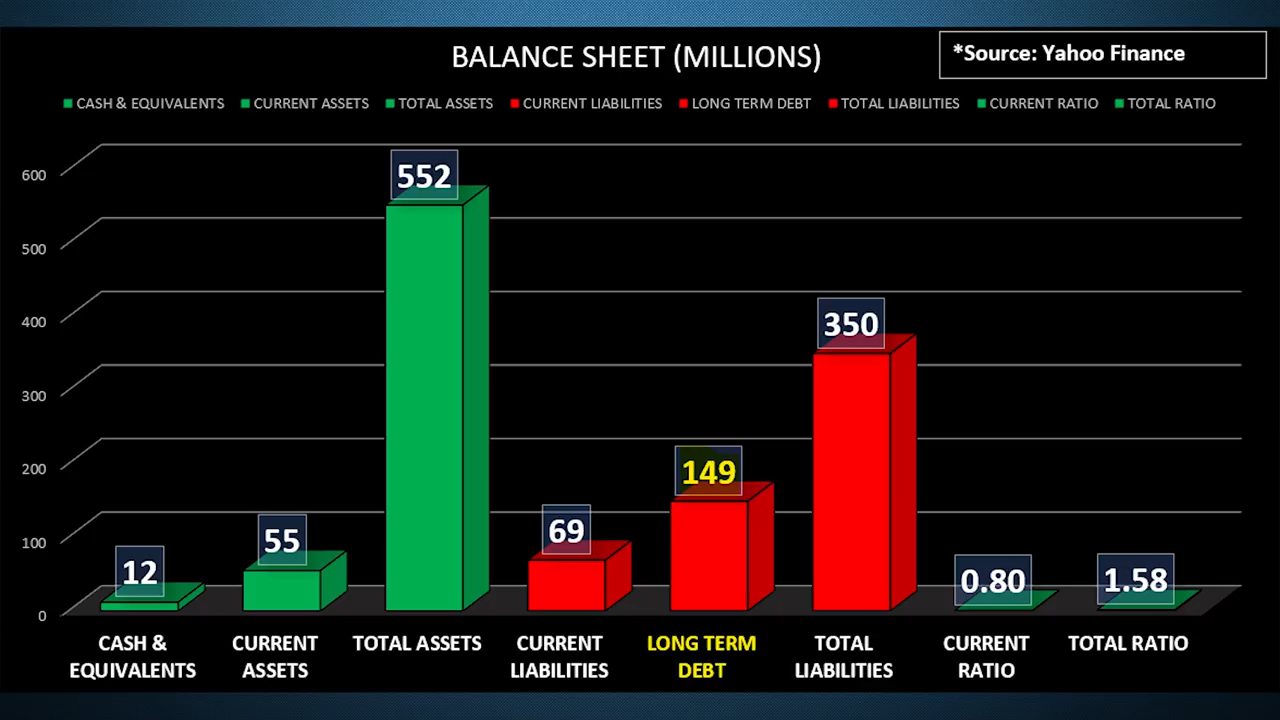 BALANCE SHEET (MILLIONS)
*Source: Yahoo Finance
CASH & EQUIVALENTS CURRENT ASSETS TOTAL ASSETS CURRENT LIABILITIES LONG TERM DEBT TOTAL LIABILITIES CURRENT RATIO TOTAL RATIO
600
500
400
300
200
100
0
12
55
552
69
149
350
0.80
1.58
CASH &
EQUIVALENTS
CURRENT
ASSETS
TOTAL ASSETS
CURRENT
LIABILITIES
LONG TERM
DEBT
TOTAL
LIABILITIES
CURRENT
RATIO
TOTAL RATIO